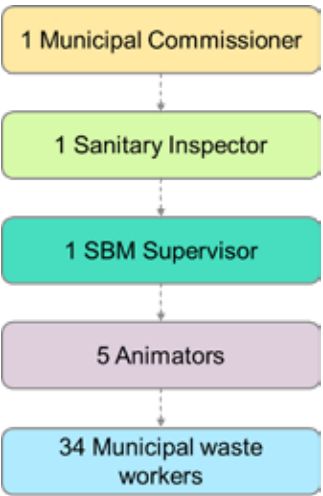 1 Municipal Commissioner
1 Sanitary Inspector
1 SBM Supervisor
5 Animators
34 Municipal waste
workers